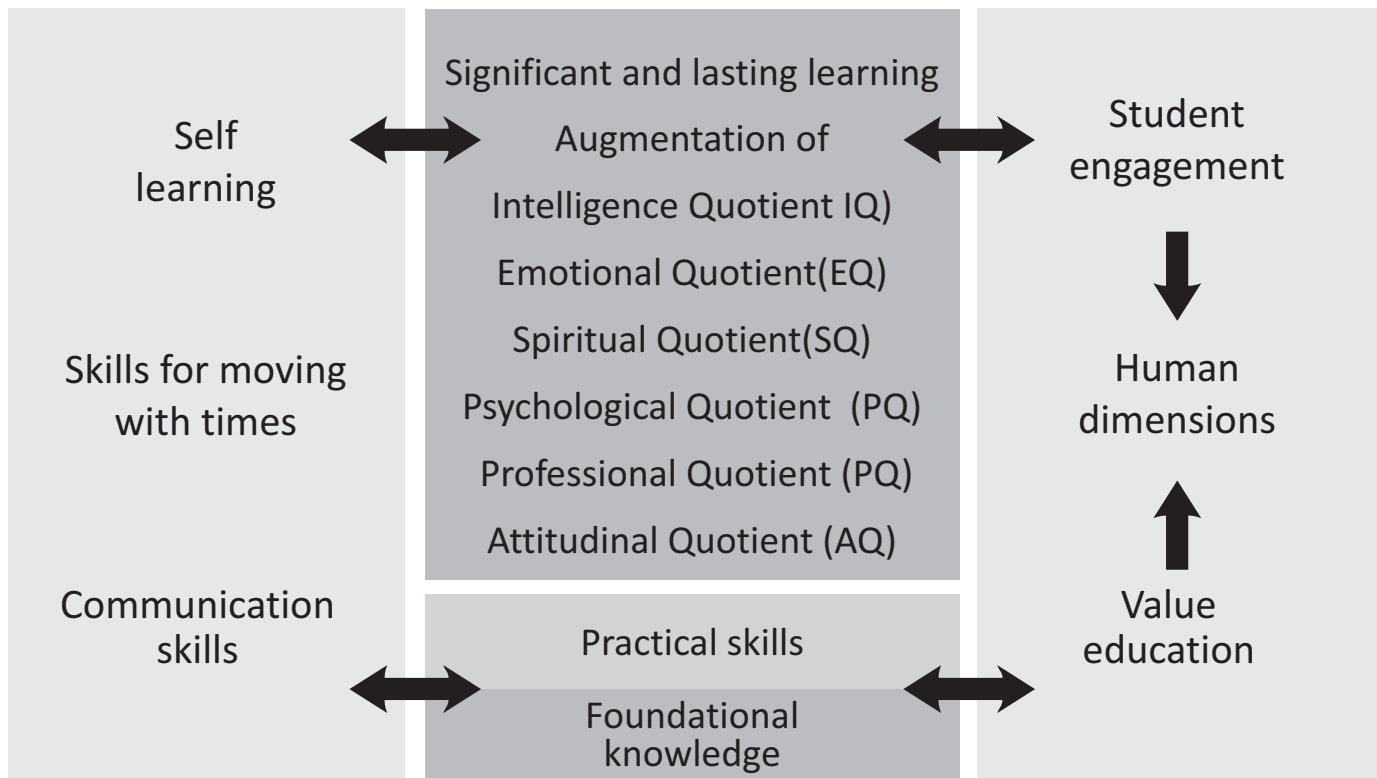 Self
learning
Skills for moving
with times
Communication
skills
Significant and lasting learning
Augmentation of
Intelligence Quotient IQ)
Emotional Quotient(EQ)
Spiritual Quotient(SQ)
Psychological Quotient (PQ)
Professional Quotient (PQ)
Attitudinal Quotient (AQ)
Practical skills
Foundational
knowledge
Student
engagement
Human
dimensions
Value
education